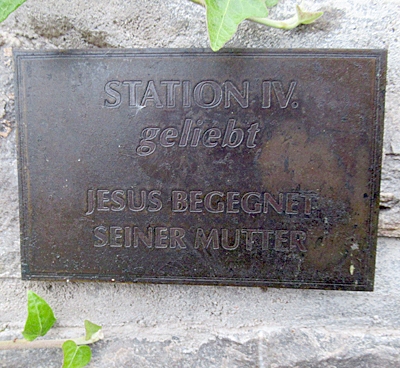 STATION IV.
geliebt
JESUS BEGEGNET
SEINER MUTTER